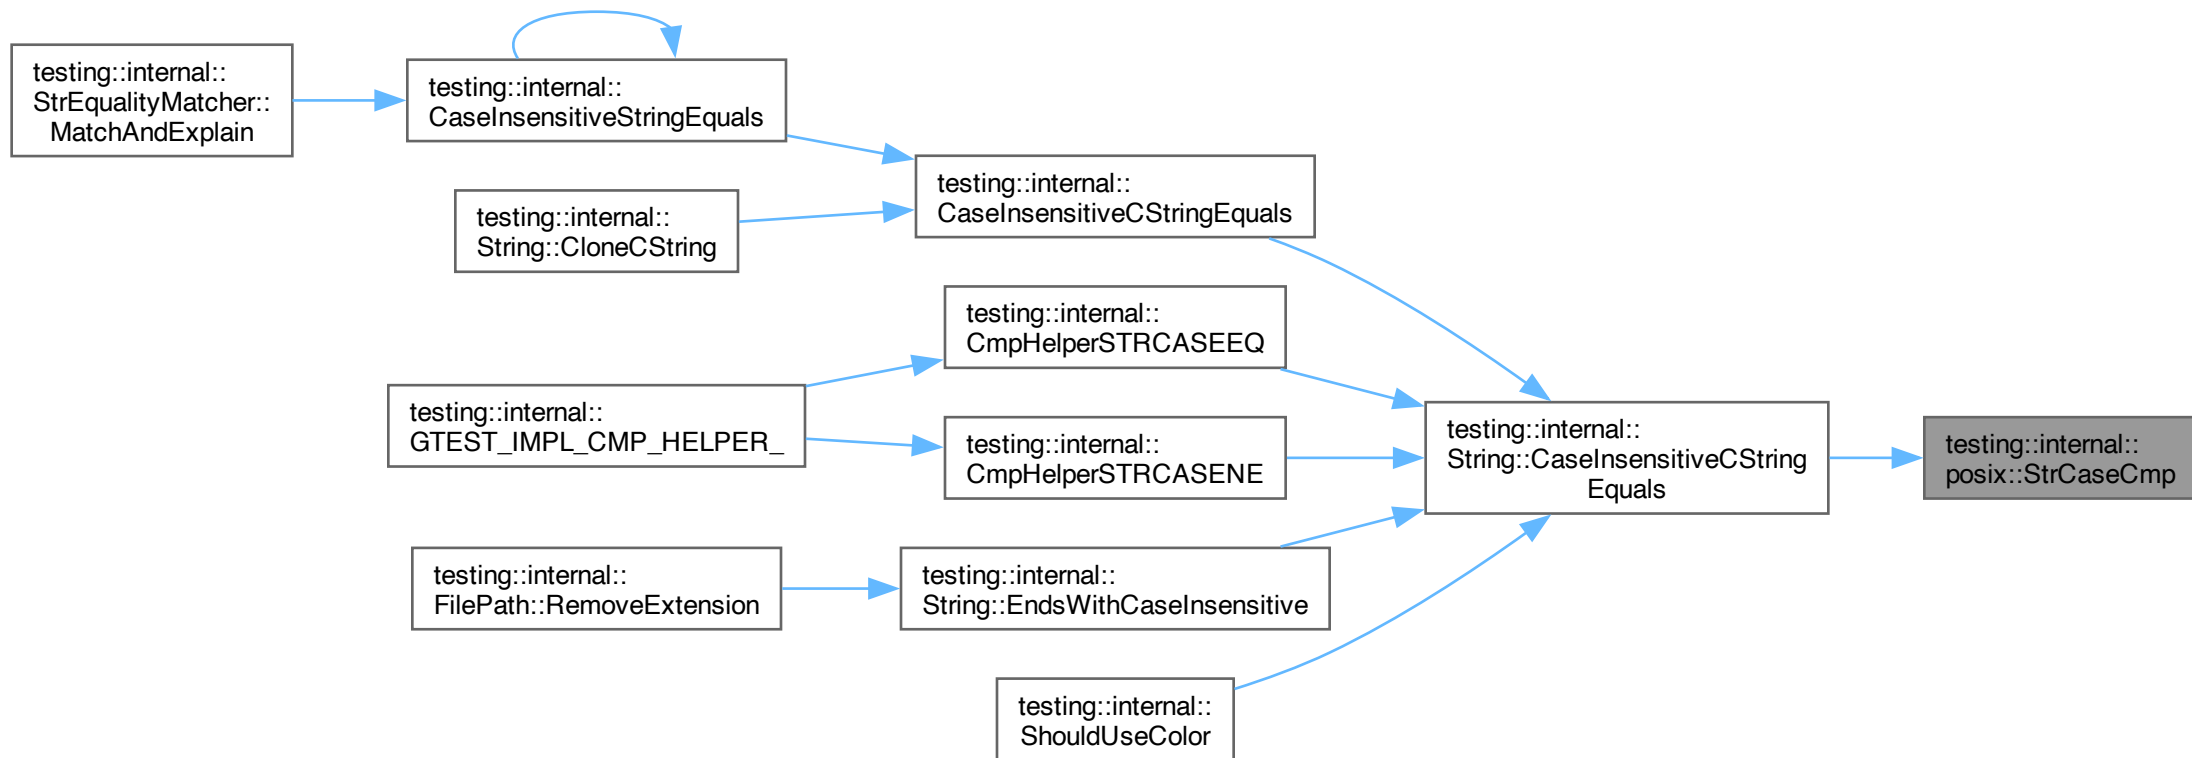 testing::internal::
StrEqualityMatcher::
MatchAndExplain
testing::internal::
CaseInsensitiveStringEquals
testing::internal::
String::CloneCString
testing::internal::
CaseInsensitiveCStringEquals
testing::internal::
CmpHelperSTRCASEEQ
testing::internal::
GTEST_IMPL_CMP_HELPER_
testing::internal::
CmpHelperSTRCASENE
testing::internal::
FilePath::RemoveExtension
testing::internal::
String::EndsWithCaseInsensitive
testing::internal::
ShouldUseColor
testing::internal::
String::CaseInsensitiveCString
Equals
testing::internal::
posix::StrCaseCmp